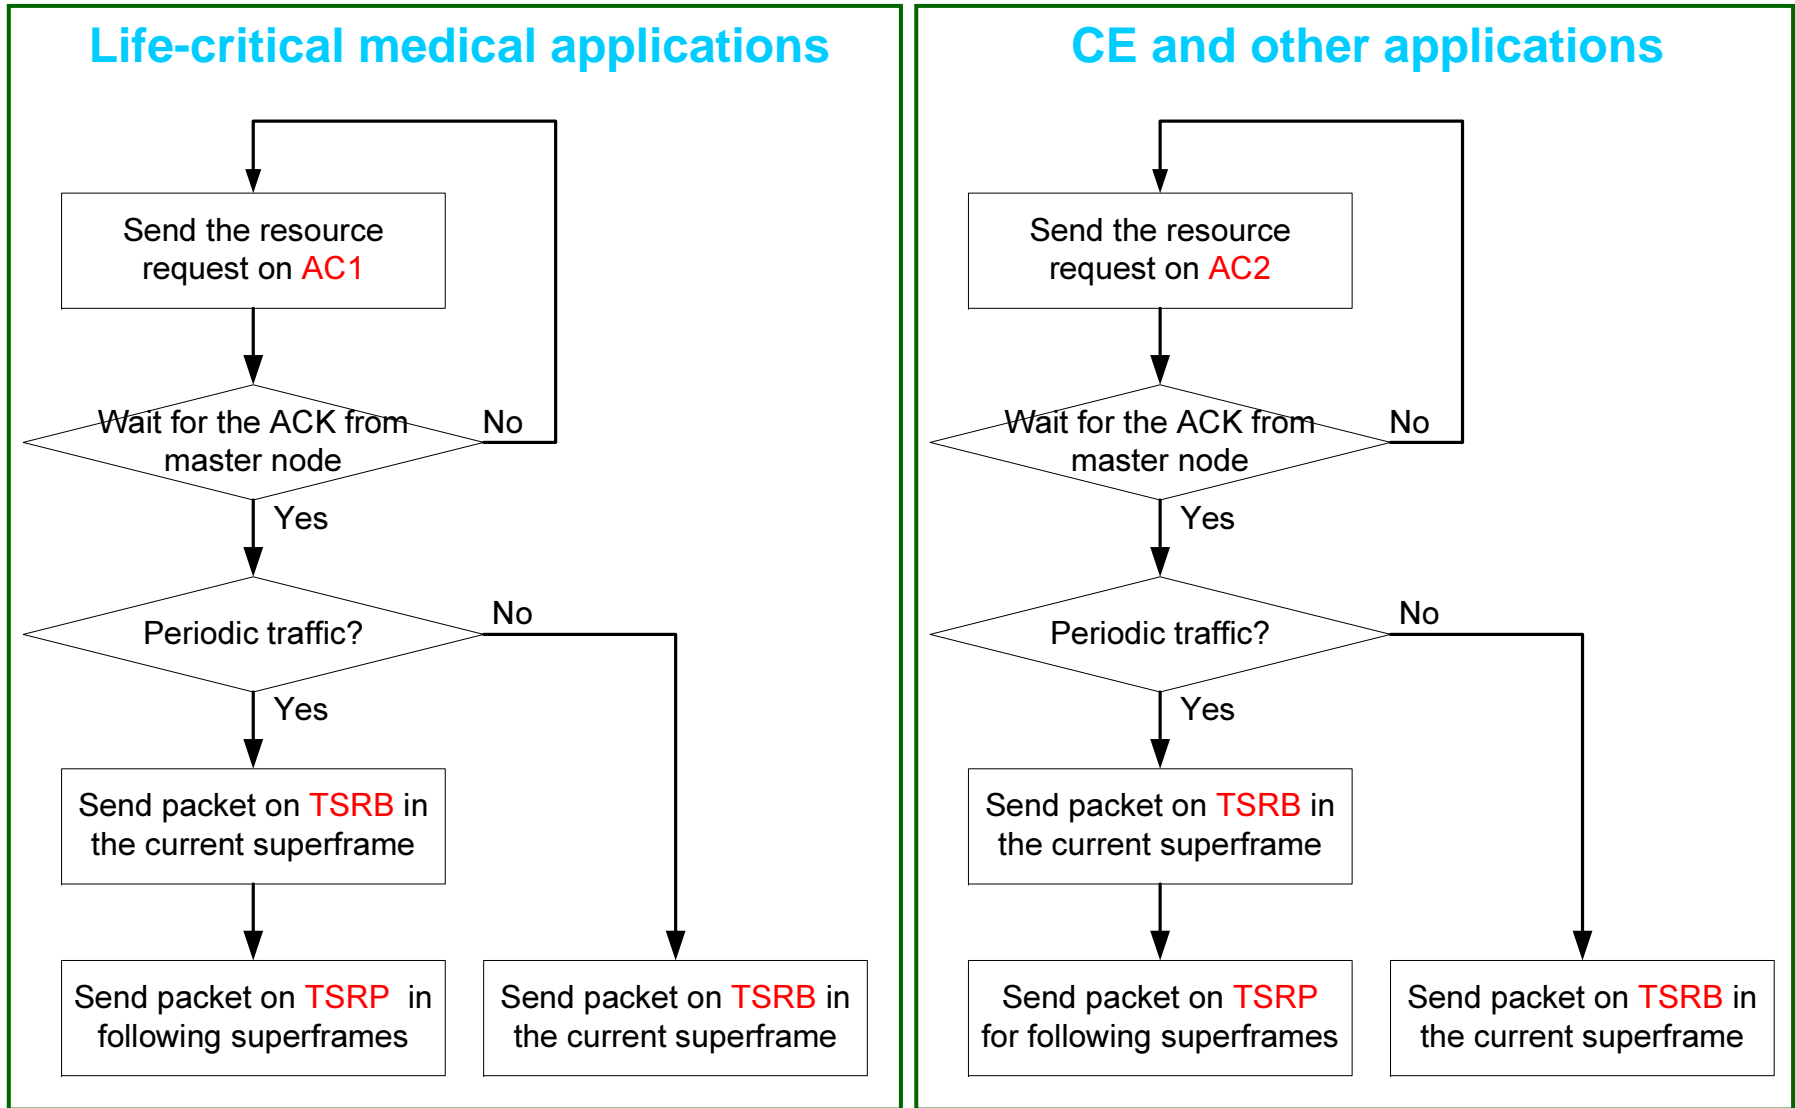 Life-critical medical applications
Send the resource
request on AC1
Wait for the ACK from
master node
No
Yes
Periodic traffic?
No
Yes
Send packet on TSRB in
the current superframe
Send packet on TSRP in
following superframes
Send packet on TSRB in
the current superframe
CE and other applications
Send the resource
request on AC2
Wait for the ACK from
master node
No
Yes
Periodic traffic?
No
Yes
Send packet on TSRB in
the current superframe
Send packet on TSRP
for following superframes
Send packet on TSRB in
the current superframe